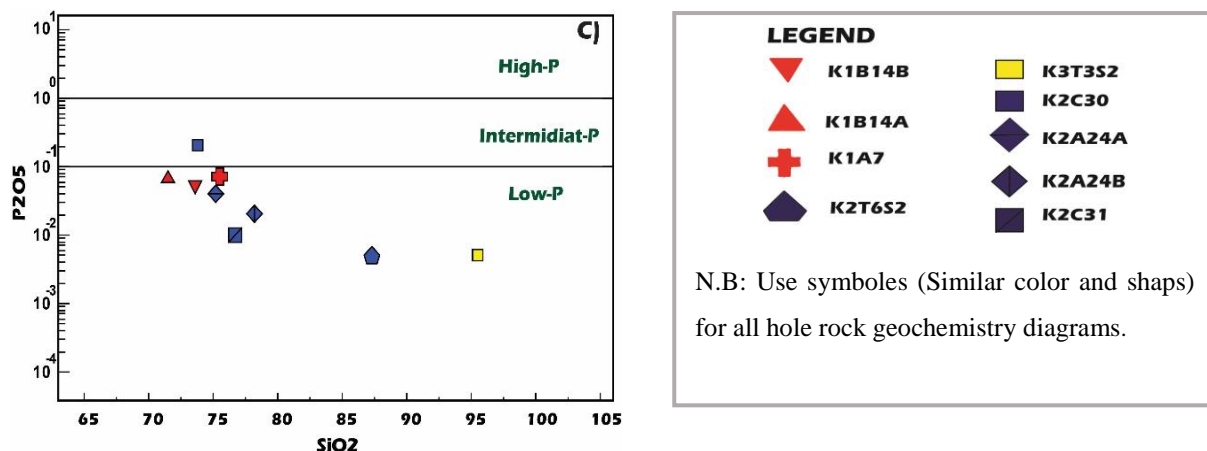 C)
10¹
High-P
0
10
10⁰
Intermidiat-P
10⁻¹
Low-P
10⁻²
10⁻³
10⁻⁴
P2O5
65 70 75 80 85 90 95 100 105
SiO2
LEGEND
K1B14B
K1B14A
K1A7
K2T6S2
K3T3S2
K2C30
K2A24A
K2A24B
K2C31
N.B: Use symboles (Similar color and shaps)
for all hole rock geochemistry diagrams.